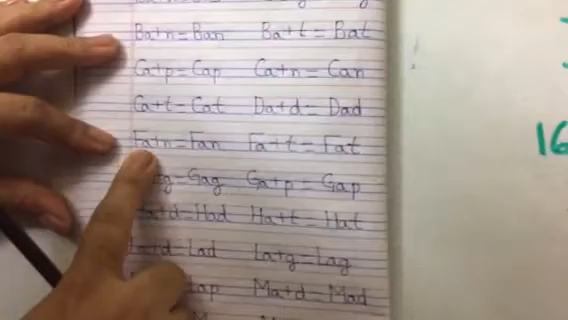 Ba+n=Ban Ba+t=Bat
Ca+p=Cap Ca+n=Can
Ca+t=Cat Da+d=Dad
Fa+n=Fan Fa+t=Fat
=Gag Ga+p=Gap
=Had Ha+t=Hat
=Lad La+g=Lag
Ma+d=Mad
16